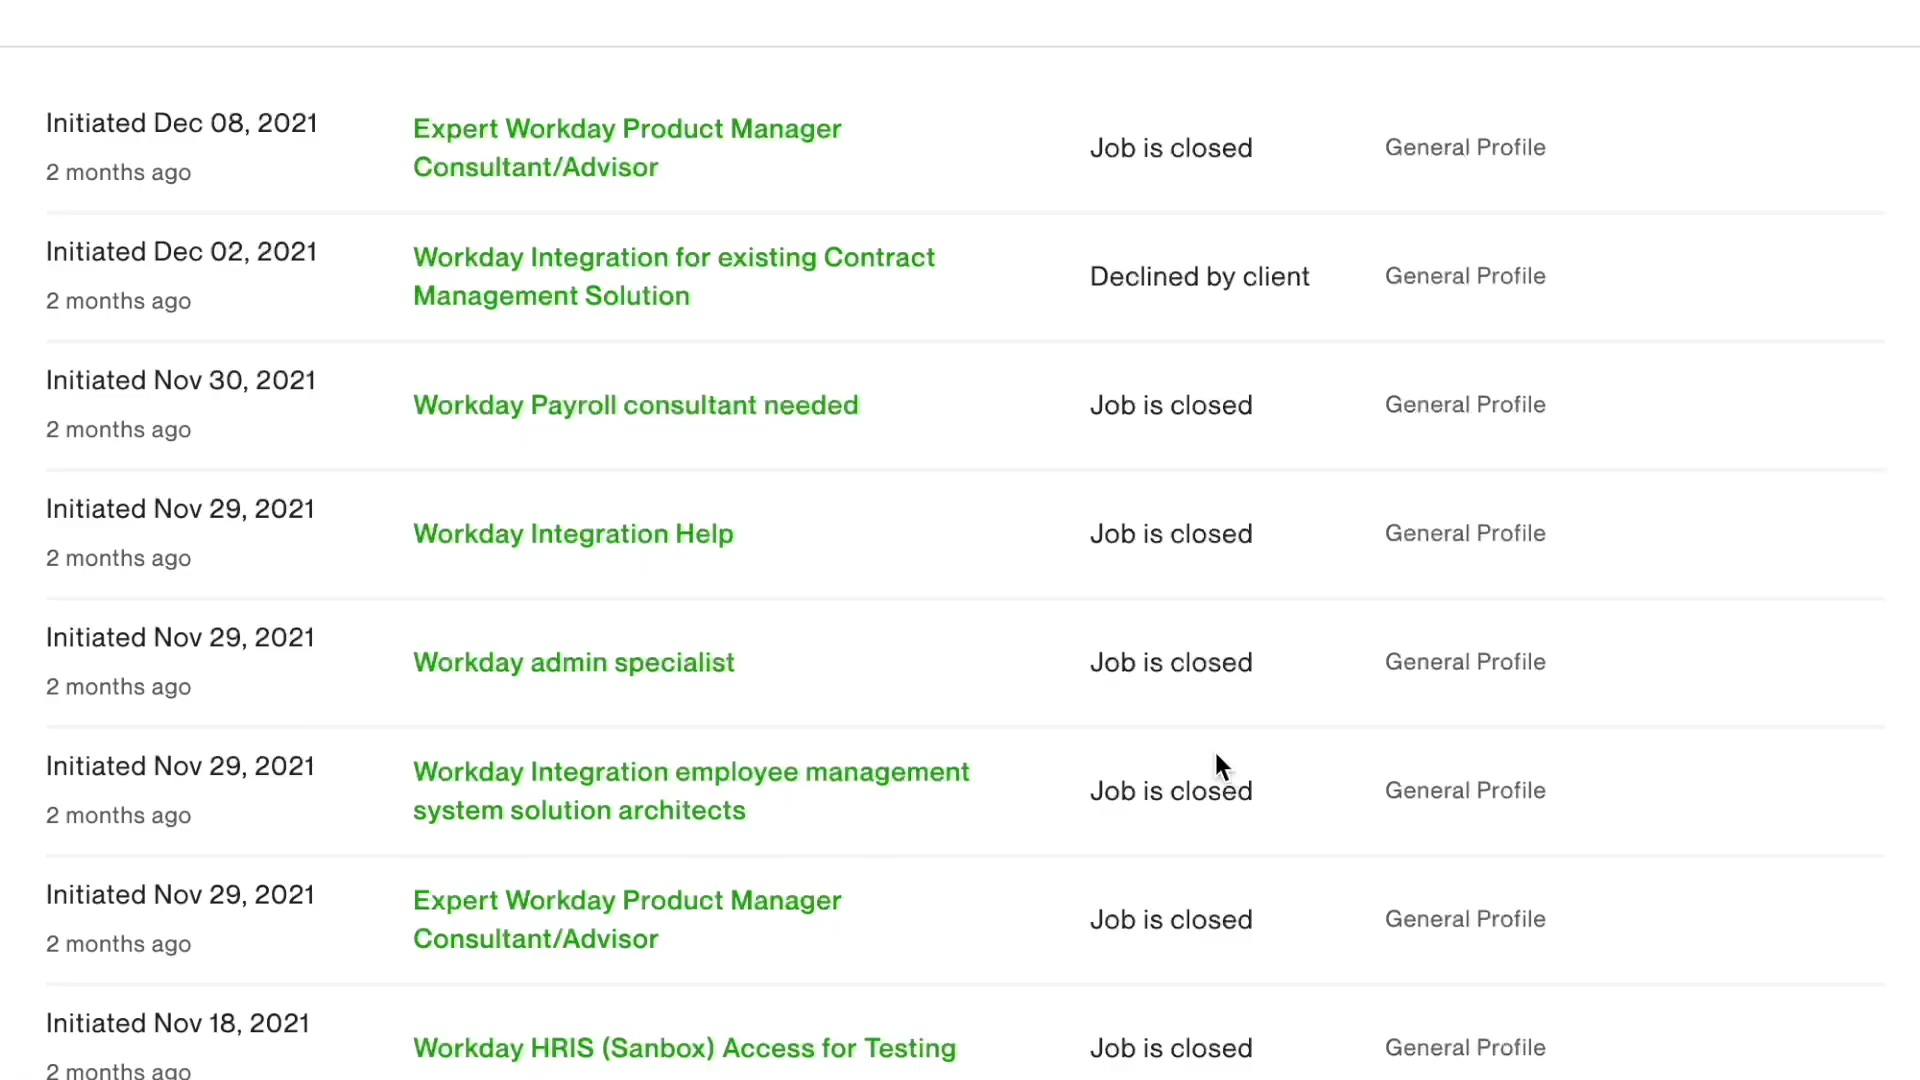 Initiated Dec 08, 2021
2 months ago
Expert Workday Product Manager
Consultant/Advisor
Job is closed
General Profile
Initiated Dec 02, 2021
2 months ago
Workday Integration for existing Contract
Management Solution
Declined by client
General Profile
Initiated Nov 30, 2021
2 months ago
Workday Payroll consultant needed
Job is closed
General Profile
Initiated Nov 29, 2021
2 months ago
Workday Integration Help
Job is closed
General Profile
Initiated Nov 29, 2021
2 months ago
Workday admin specialist
Job is closed
General Profile
Initiated Nov 29, 2021
2 months ago
Workday Integration employee management
system solution architects
Job is closed
General Profile
Initiated Nov 29, 2021
2 months ago
Expert Workday Product Manager
Consultant/Advisor
Job is closed
General Profile
Initiated Nov 18, 2021
2 months ago
Workday HRIS (Sanbox) Access for Testing
Job is closed
General Profile